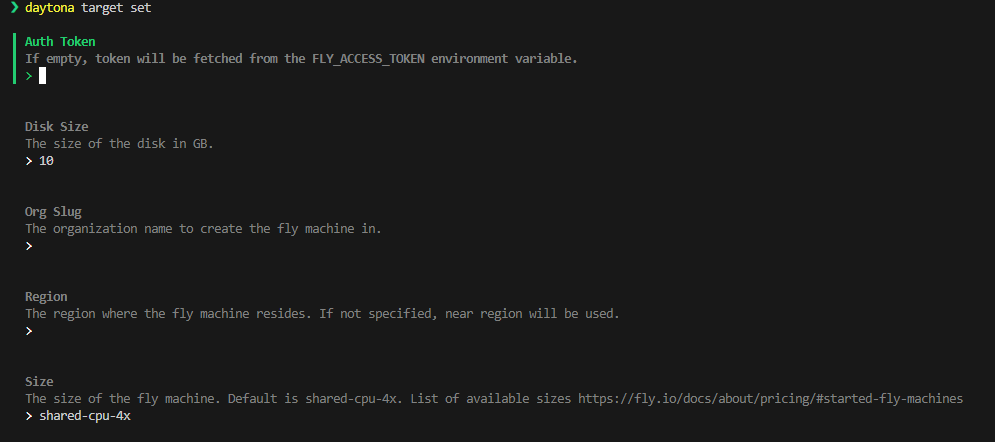 ❯ daytona target set
Auth Token
If empty, token will be fetched from the FLY_ACCESS_TOKEN environment variable.
>
Disk Size
The size of the disk in GB.
> 10
Org Slug
The organization name to create the fly machine in.
>
Region
The region where the fly machine resides. If not specified, near region will be used.
>
Size
The size of the fly machine. Default is shared-cpu-4x. List of available sizes https://fly.io/docs/about/pricing/#started-fly-machines
> shared-cpu-4x